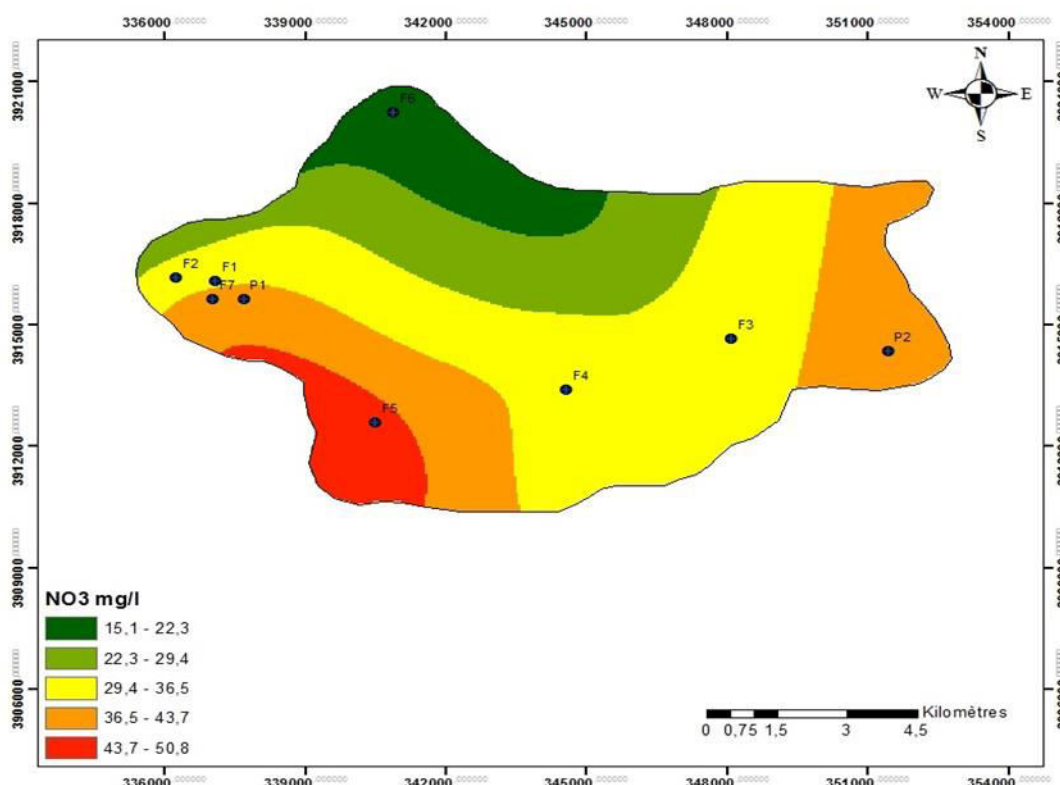 336000 339000 342000 345000 348000 351000 354000
N
W E
S
3921000
3918000
3915000
3912000
3909000
3906000
F6
F2 F1
F7 P1
F3
P2
F4
F5
NO3 mg/l
15,1 - 22,3
22,3 - 29,4
29,4 - 36,5
36,5 - 43,7
43,7 - 50,8
Kilomètres
0 0,75 1,5 3 4,5
336000 339000 342000 345000 348000 351000 354000